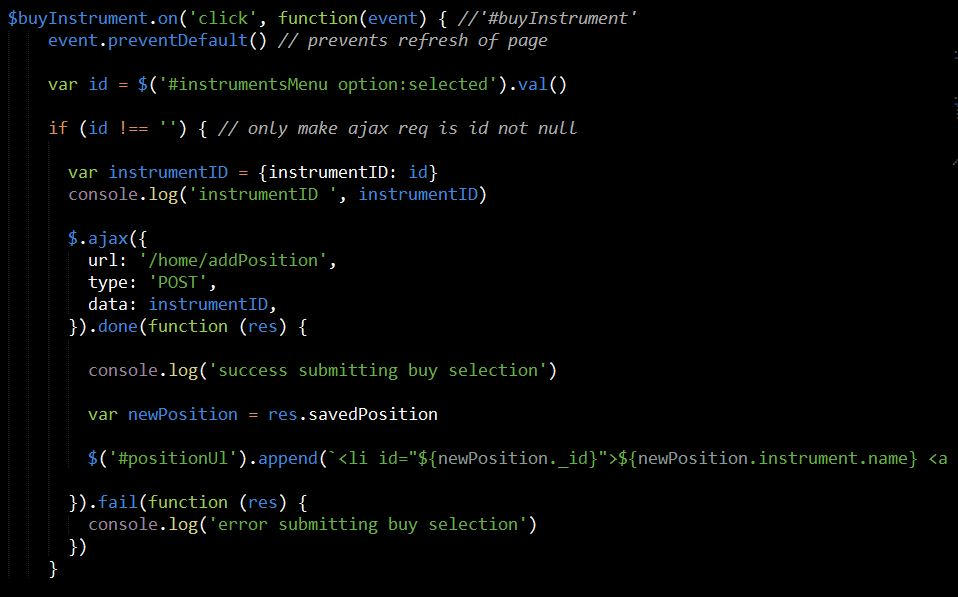 $buyInstrument.on('click', function(event) { //'#buyInstrument'
event.preventDefault() // prevents refresh of page
var id = $('#instrumentsMenu option:selected').val()
if (id !== '') { // only make ajax req is id not null
var instrumentID = {instrumentID: id}
console.log('instrumentID ', instrumentID)
$.ajax({
url: '/home/addPosition',
type: 'POST',
data: instrumentID,
}).done(function (res) {
console.log('success submitting buy selection')
var newPosition = res.savedPosition
$('#positionUl').append(`<li id="${newPosition._id}">${newPosition.instrument.name} <a
}).fail(function (res) {
console.log('error submitting buy selection')
})
}